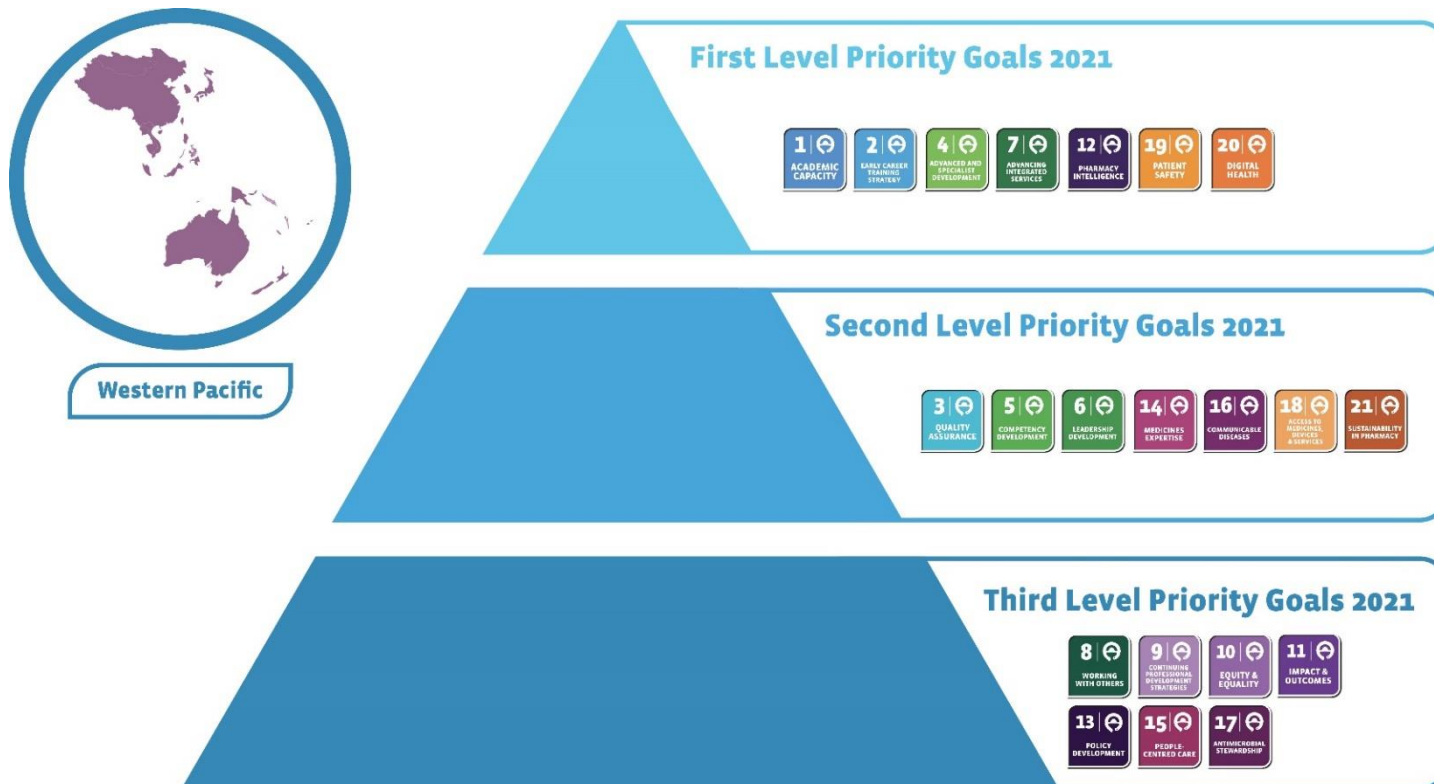 First Level Priority Goals 2021
1
ACADEMIC
CAPACITY
2
EARLY CAREER
TRAINING
STRATEGY
4
ADVANCED AND
SPECIALIST
DEVELOPMENT
7
ADVANCING
INTEGRATED
SERVICES
12
PHARMACY
INTELLIGENCE
19
PATIENT
SAFETY
20
DIGITAL
HEALTH
Western Pacific
Second Level Priority Goals 2021
3
QUALITY
ASSURANCE
5
COMPETENCY
DEVELOPMENT
6
LEADERSHIP
DEVELOPMENT
14
MEDICINES
EXPERTISE
16
COMMUNICABLE
DISEASES
18
ACCESS TO
MEDICINES,
DEVICES
& SERVICES
21
SUSTAINABILITY
IN PHARMACY
Third Level Priority Goals 2021
8
WORKING
WITH OTHERS
9
CONTINUING
PROFESSIONAL
DEVELOPMENT
STRATEGIES
10
EQUITY &
EQUALITY
11
IMPACT &
OUTCOMES
13
POLICY
DEVELOPMENT
15
PEOPLE-
CENTRED CARE
17
ANTIMICROBIAL
STEWARDSHIP